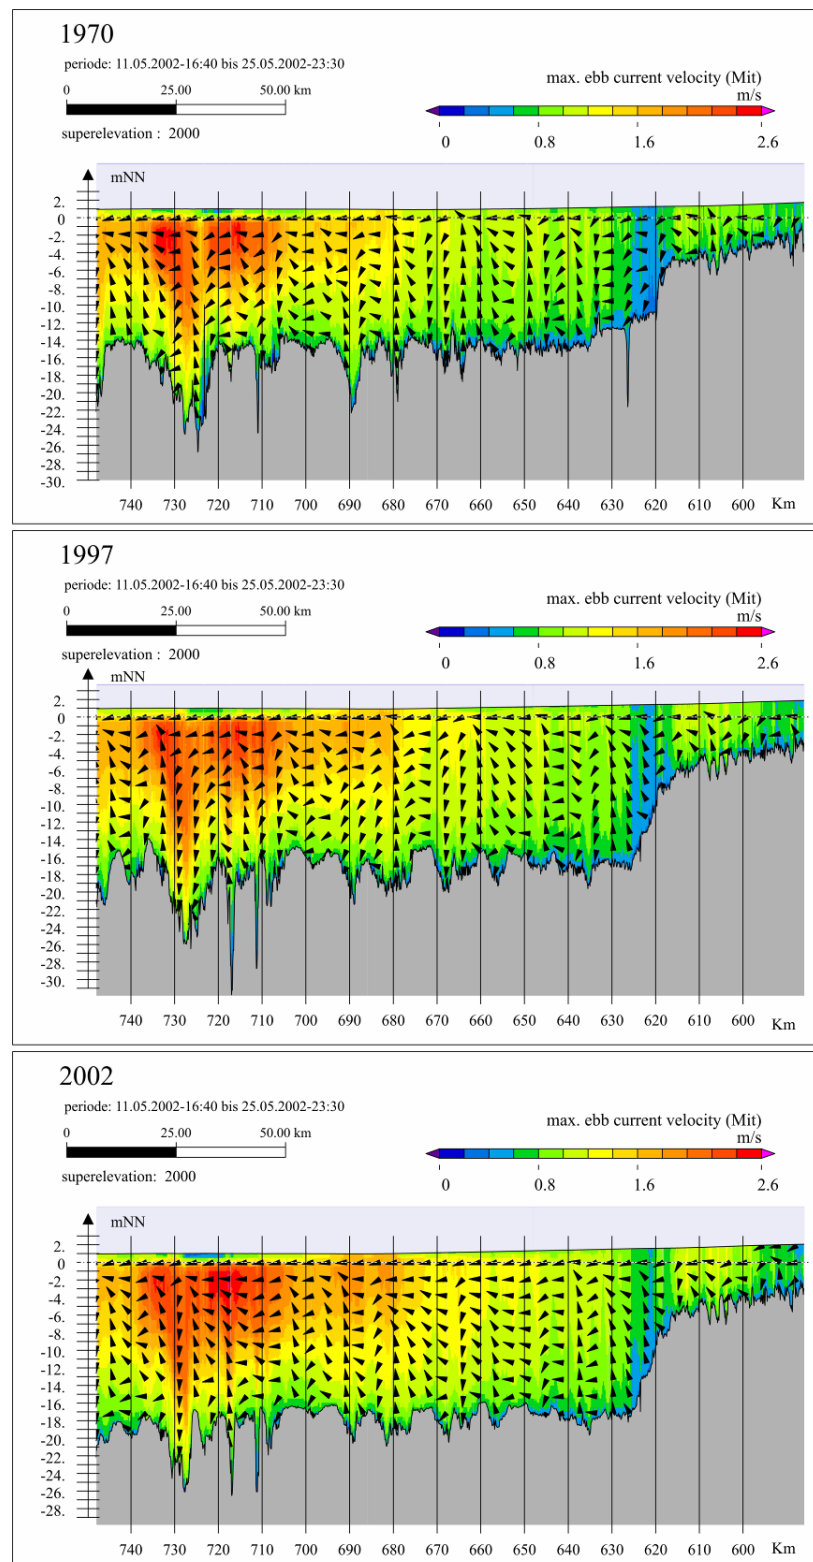 1970
periode: 11.05.2002-16:40 bis 25.05.2002-23:30
0 25.00 50.00 km
superelevation : 2000
max. ebb current velocity (Mit)
m/s
0 0.8 1.6 2.6
mNN
2.
0
-2.
-4.
-6.
-8.
-10.
-12.
-14.
-16.
-18.
-20.
-22.
-24.
-26.
-28.
-30.
740 730 720 710 700 690 680 670 660 650 640 630 620 610 600 Km
1997
periode: 11.05.2002-16:40 bis 25.05.2002-23:30
0 25.00 50.00 km
superelevation : 2000
max. ebb current velocity (Mit)
m/s
0 0.8 1.6 2.6
mNN
2.
0
-2.
-4.
-6.
-8.
-10.
-12.
-14.
-16.
-18.
-20.
-22.
-24.
-26.
-28.
-30.
740 730 720 710 700 690 680 670 660 650 640 630 620 610 600 Km
2002
periode: 11.05.2002-16:40 bis 25.05.2002-23:30
0 25.00 50.00 km
superelevation: 2000
max. ebb current velocity (Mit)
m/s
0 0.8 1.6 2.6
mNN
2.
0
-2.
-4.
-6.
-8.
-10.
-12.
-14.
-16.
-18.
-20.
-22.
-24.
-26.
-28.
740 730 720 710 700 690 680 670 660 650 640 630 620 610 600 Km